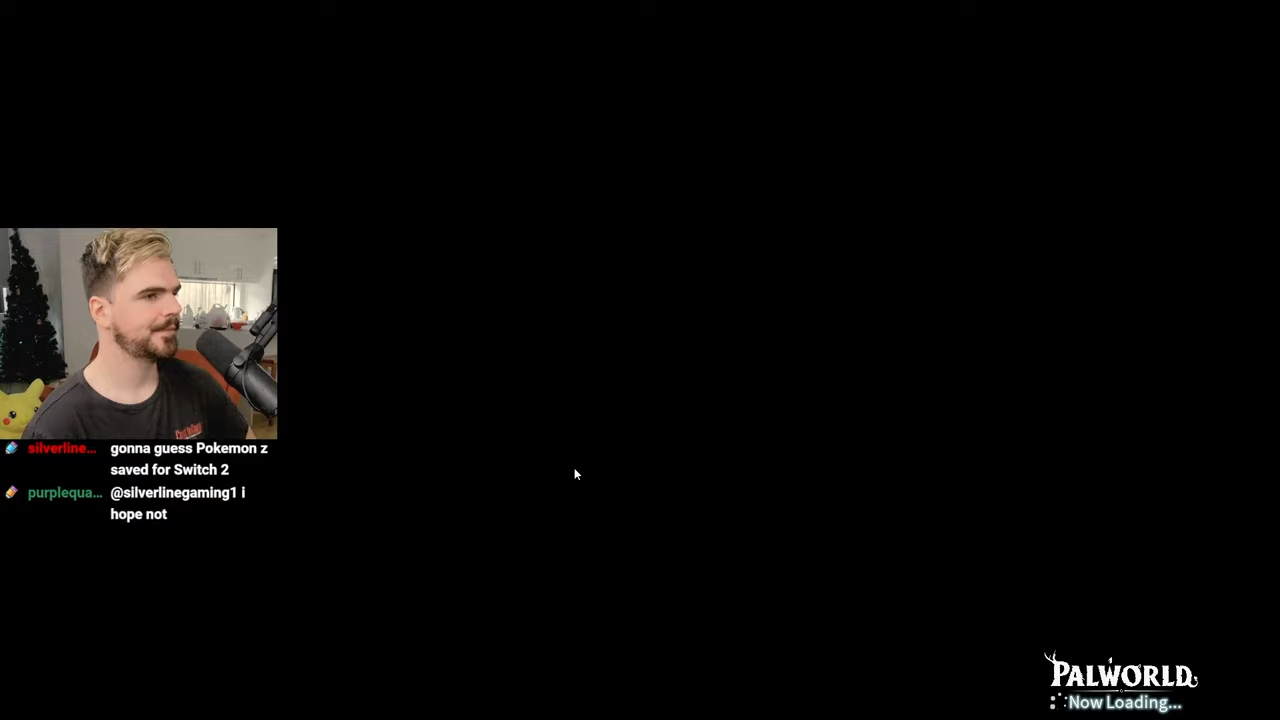 silverline... gonna guess Pokemon z
saved for Switch 2
purplequa... @silverlinegaming1 i
hope not
PALWORLD
Now Loading...